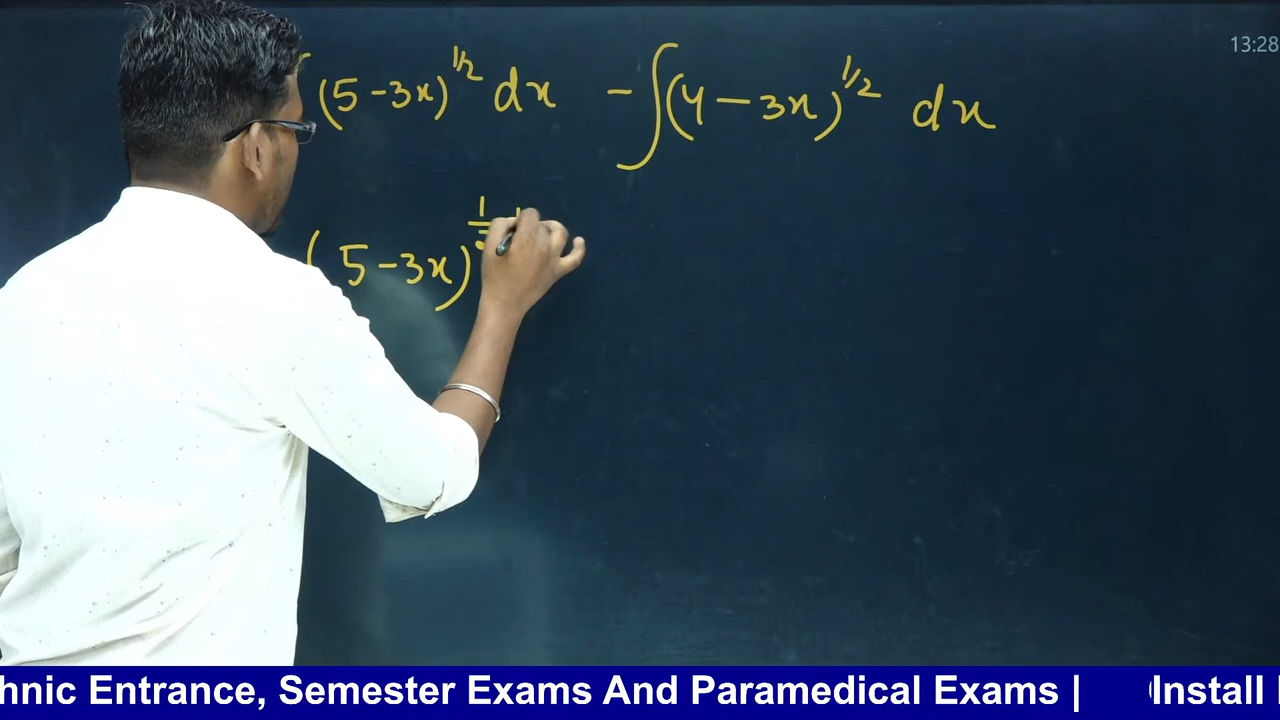 13:28
∫(5-3x)^{1/2} dx - ∫(4-3x)^{1/2} dx
(5-3x)
hnic Entrance, Semester Exams And Paramedical Exams | Install